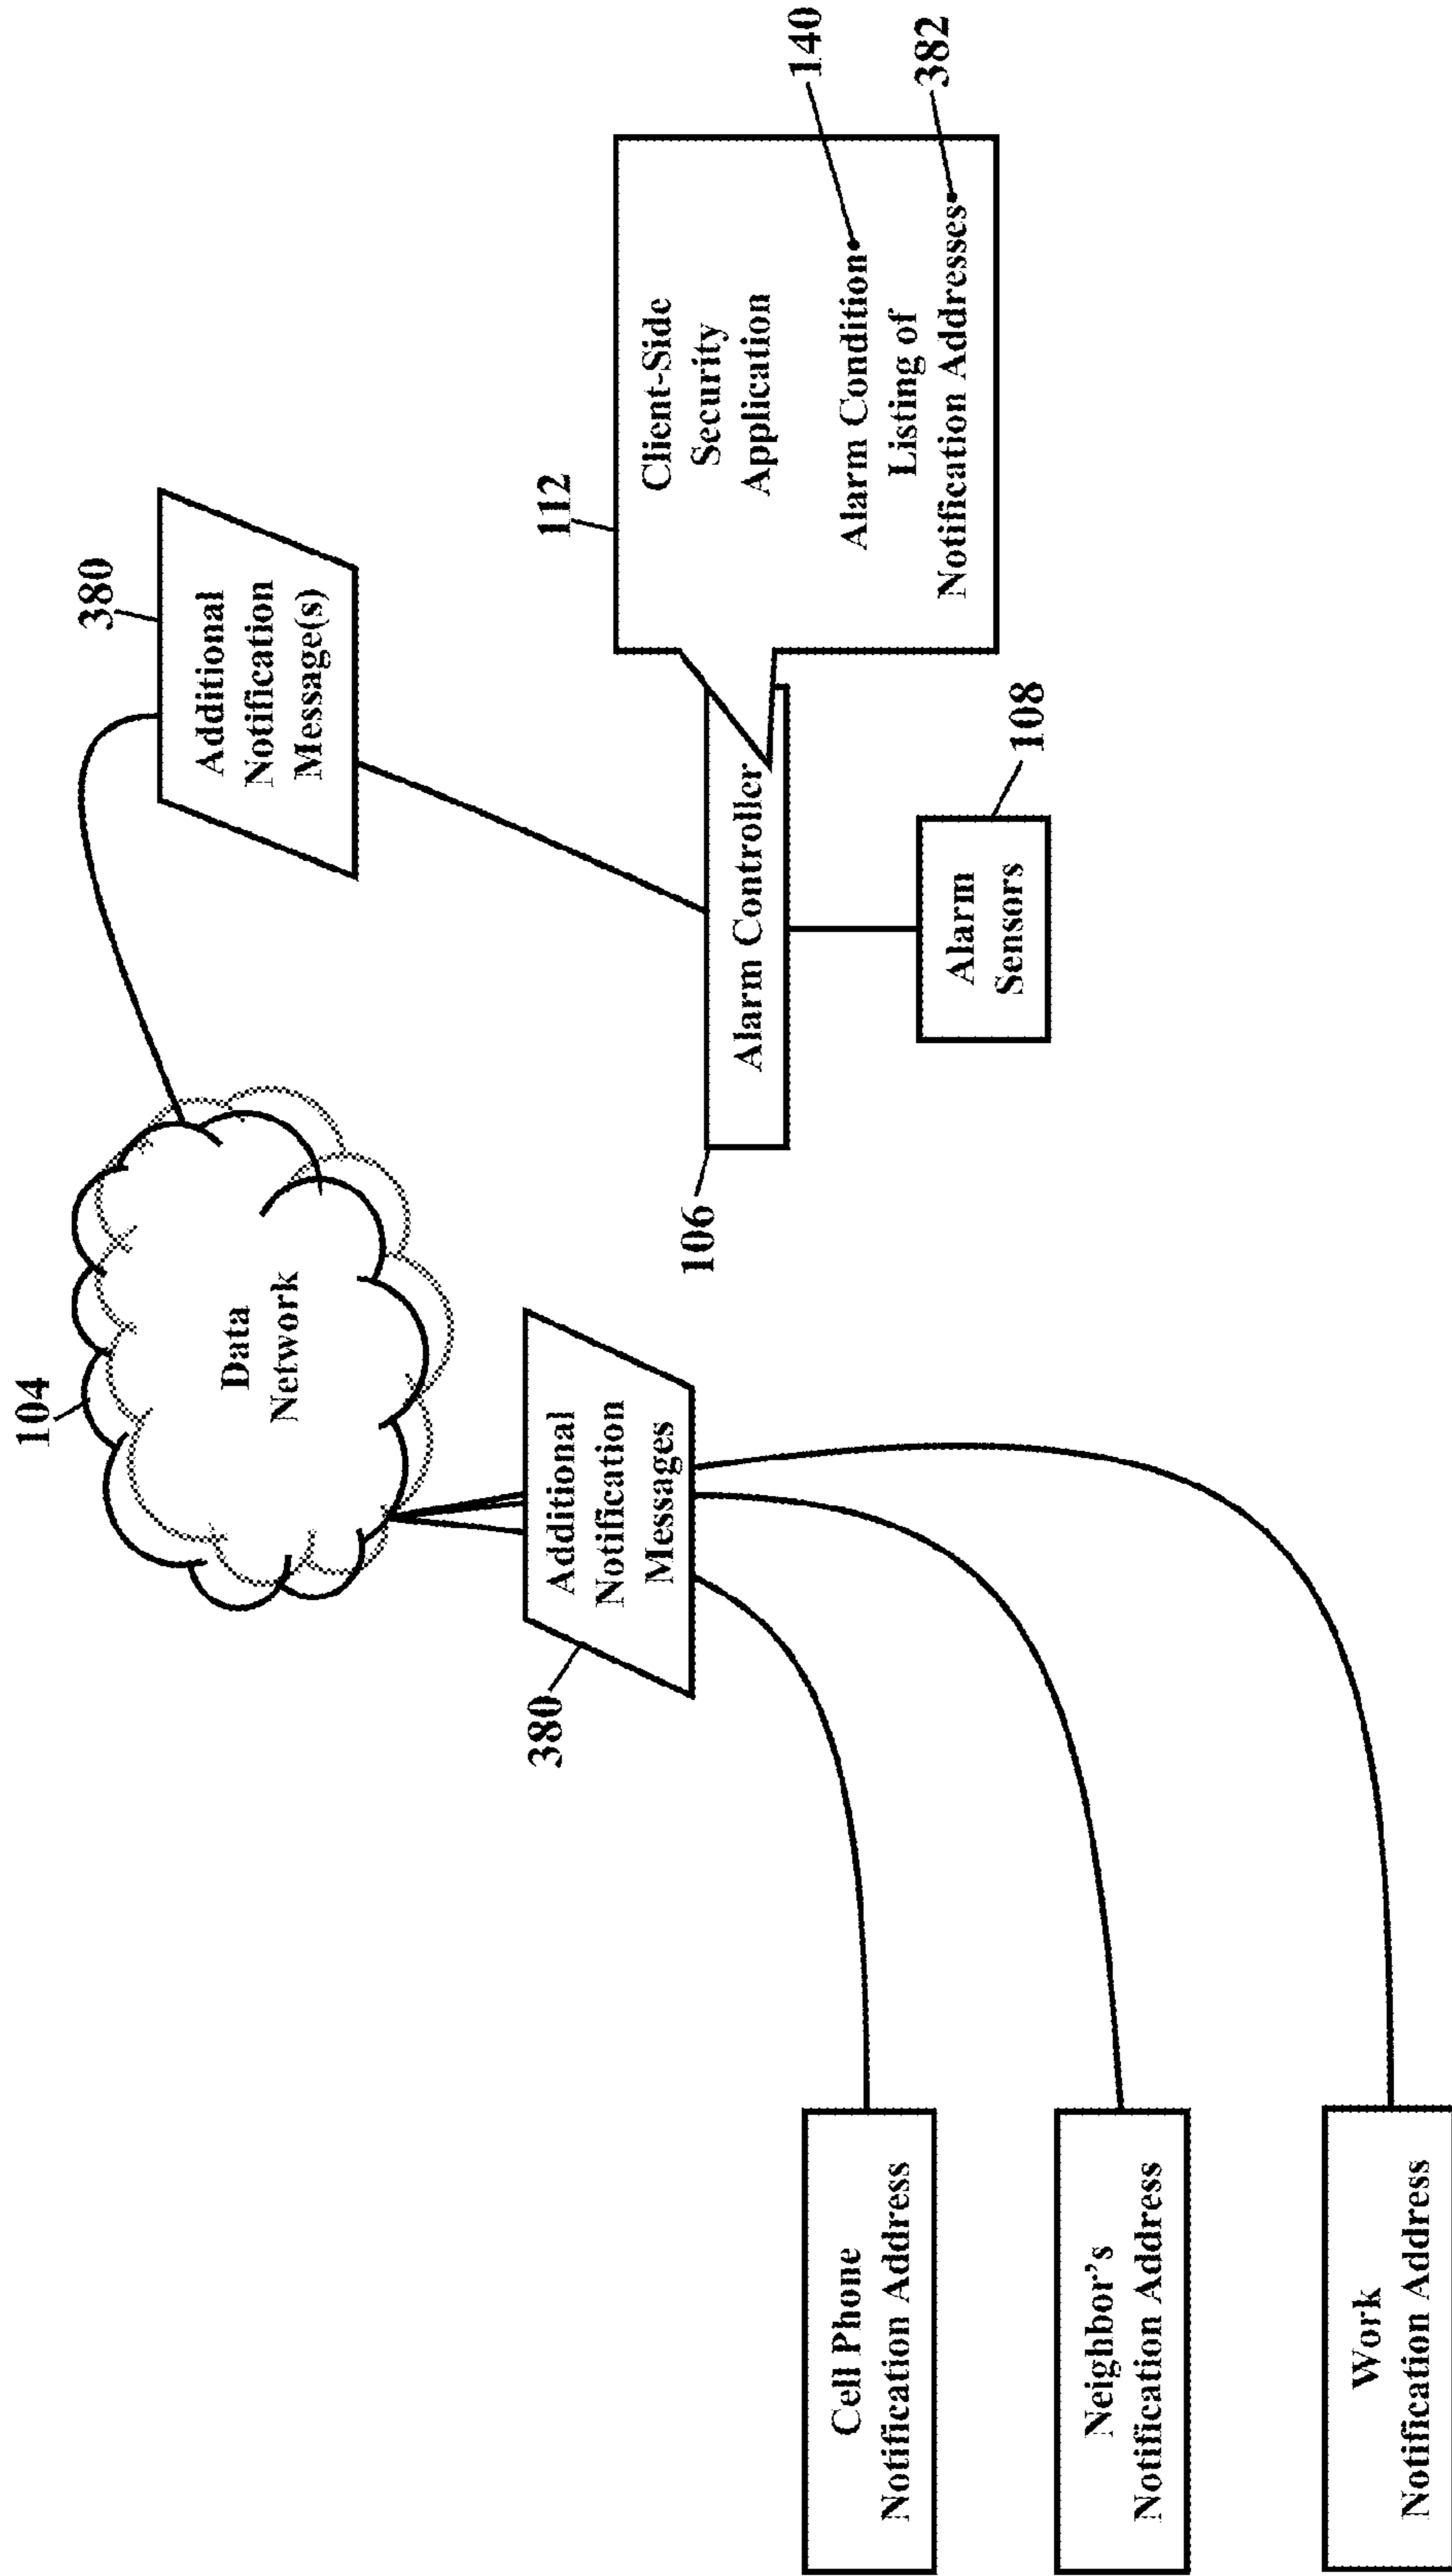 104
Data
Network
380
Additional
Notification
Message(s)
380
Additional
Notification
Messages
112
Client-Side
Security
Application
Alarm Condition
140
Listing of
Notification Addresses
382
106
Alarm Controller
Alarm
Sensors
108
Cell Phone
Notification Address
Neighbor's
Notification Address
Work
Notification Address